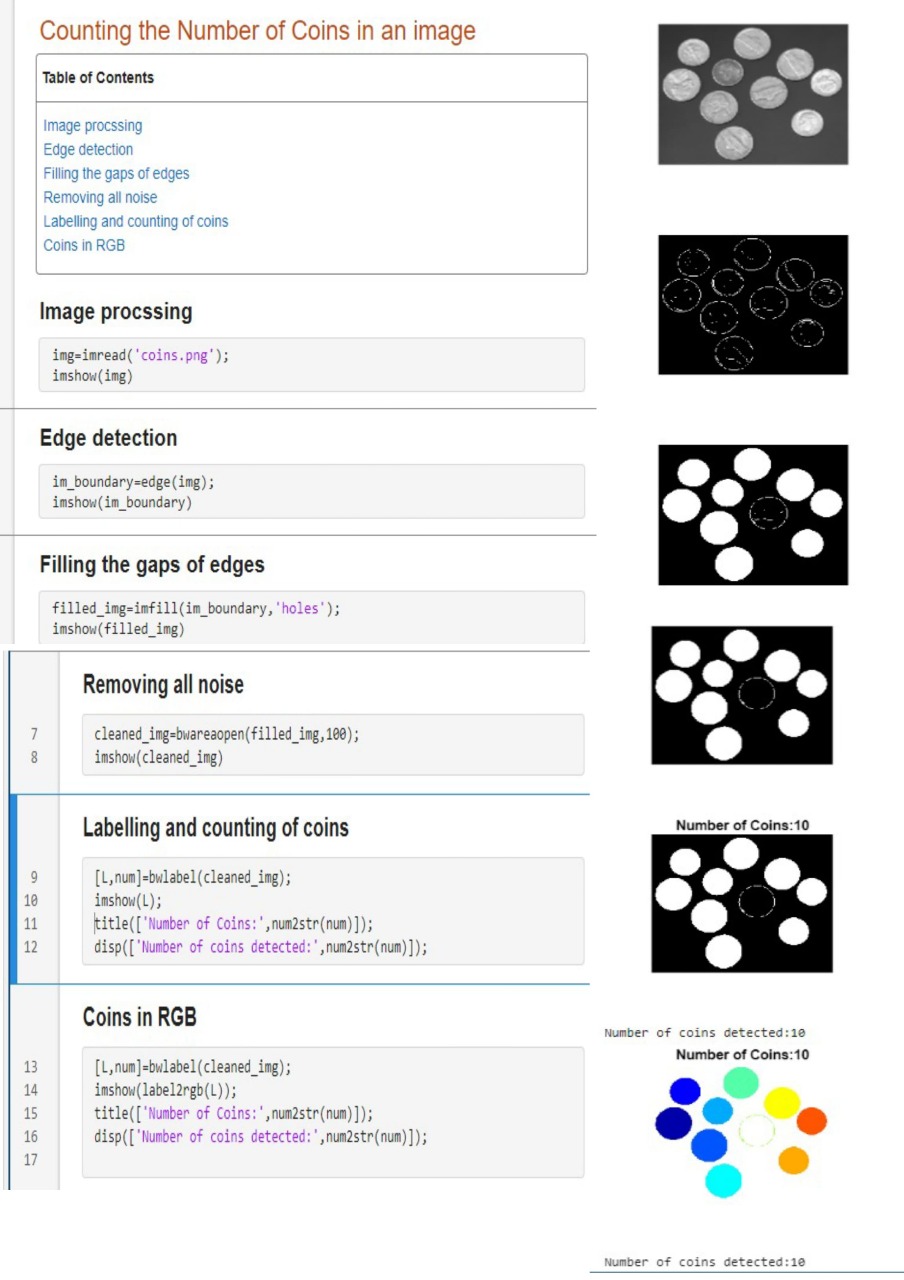 Counting the Number of Coins in an image
Table of Contents
Image procssing
Edge detection
Filling the gaps of edges
Removing all noise
Labelling and counting of coins
Coins in RGB
Image procssing
img=imread('coins.png');
imshow(img)
Edge detection
im_boundary=edge(img);
imshow(im_boundary)
Filling the gaps of edges
filled_img=imfill(im_boundary,'holes');
imshow(filled_img)
Removing all noise
7 cleaned_img=bwareaopen(filled_img,100);
8 imshow(cleaned_img)
Labelling and counting of coins
9 [L,num]=bwlabel(cleaned_img);
10 imshow(L);
11 title(['Number of Coins:',num2str(num)]);
12 disp(['Number of coins detected:',num2str(num)]);
Number of Coins:10
Number of coins detected:10
Coins in RGB
13 [L,num]=bwlabel(cleaned_img);
14 imshow(label2rgb(L));
15 title(['Number of Coins:',num2str(num)]);
16 disp(['Number of coins detected:',num2str(num)]);
17
Number of Coins:10
Number of coins detected:10